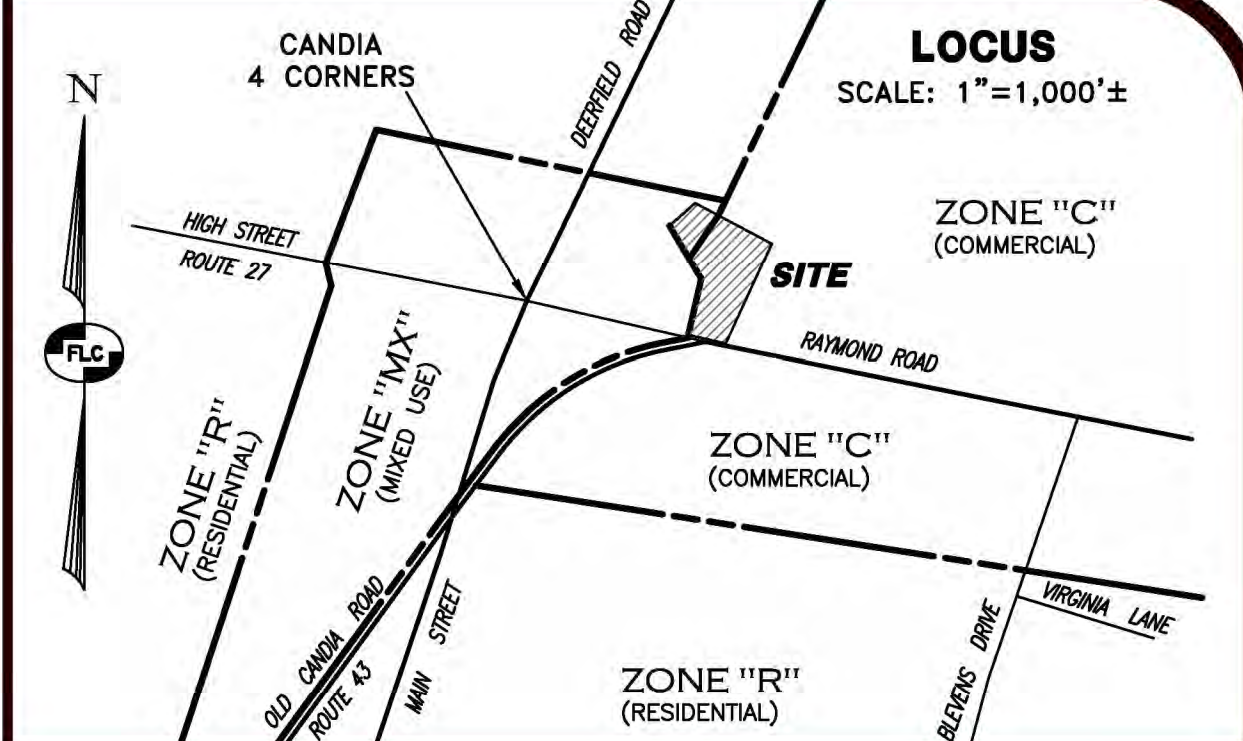 CANDIA
4 CORNERS
DEERFIELD ROAD
LOCUS
SCALE: 1"=1,000'±
N
HIGH STREET
ROUTE 27
ZONE "C"
(COMMERCIAL)
SITE
FLC
RAYMOND ROAD
ZONE "MX"
(MIXED USE)
ZONE "R"
(RESIDENTIAL)
ZONE "C"
(COMMERCIAL)
OLD CANDIA ROAD
ROUTE 43
MAIN STREET
VIRGINIA LANE
BLEVENS DRIVE
ZONE "R"
(RESIDENTIAL)